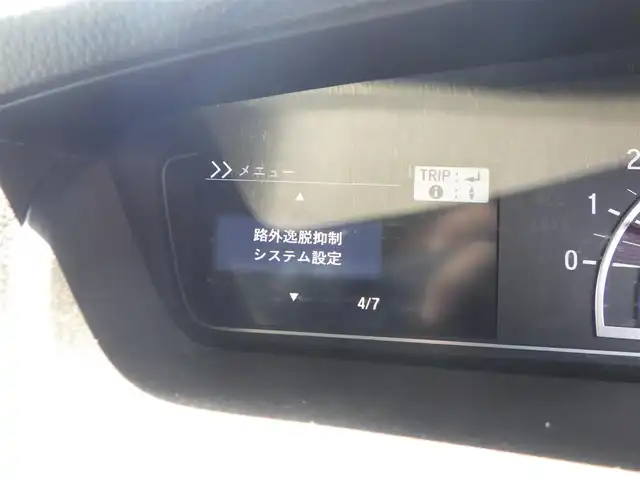 >> メニュー
TRIP : ↲
i :
▲
路外逸脱抑制
システム設定
▼ 4/7
2
1
0